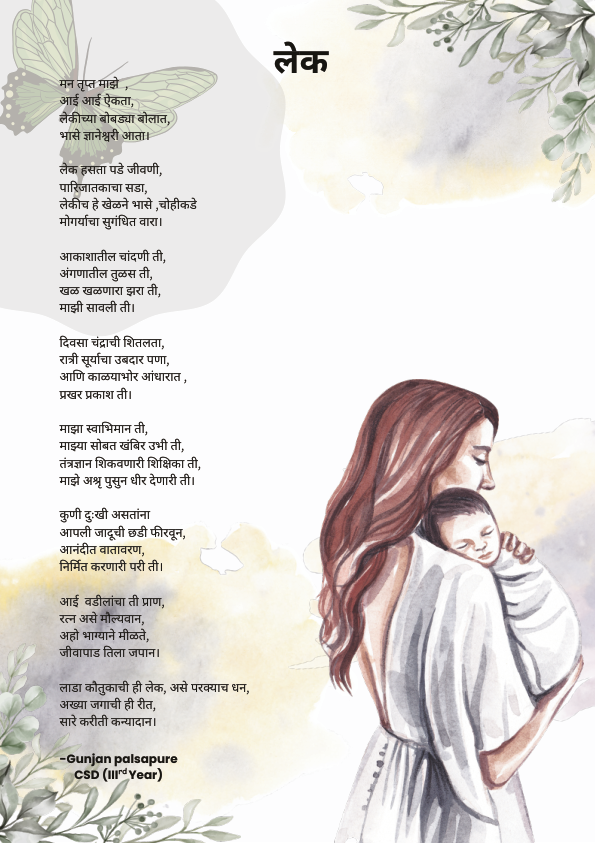 लेक
मन तृप्त माझे ,
आई आई ऐकता,
लेकीच्या बोबड्या बोलात,
भासे ज्ञानेश्वरी आता।
लेक हसता पडे जीवणी,
पारिजातकाचा सडा,
लेकीच हे खेळने भासे ,चोहीकडे
मोगर्याचा सुगंधित वारा।
आकाशातील चांदणी ती,
अंगणातील तुळस ती,
खळ खळणारा झरा ती,
माझी सावली ती।
दिवसा चंद्राची शितलता,
रात्री सूर्याचा उबदार पणा,
आणि काळयाभोर आंधारात ,
प्रखर प्रकाश ती।
माझा स्वाभिमान ती,
माझ्या सोबत खंबिर उभी ती,
तंत्रज्ञान शिकवणारी शिक्षिका ती,
माझे अश्रृ पुसुन धीर देणारी ती।
कुणी दुःखी असतांना
आपली जादूची छडी फीरवून,
आनंदीत वातावरण,
निर्मित करणारी परी ती।
आई वडीलांचा ती प्राण,
रत्न असे मौल्यवान,
अहो भाग्याने मीळते,
जीवापाड तिला जपान।
लाडा कौतुकाची ही लेक, असे परक्याच धन,
अख्या जगाची ही रीत,
सारे करीती कन्यादान।
-Gunjan palsapure
CSD (IIIrd Year)